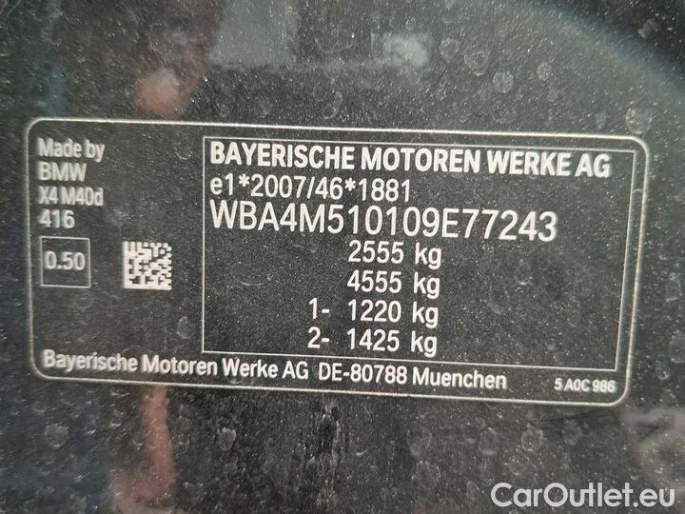 Made by
BMW
X4 M40d
416
0.50
BAYERISCHE MOTOREN WERKE AG
e1*2007/46*1881
WBA4M510109E77243
2555 kg
4555 kg
1- 1220 kg
2- 1425 kg
Bayerische Motoren Werke AG DE-80788 Muenchen
5 A0C 986
CarOutlet.eu